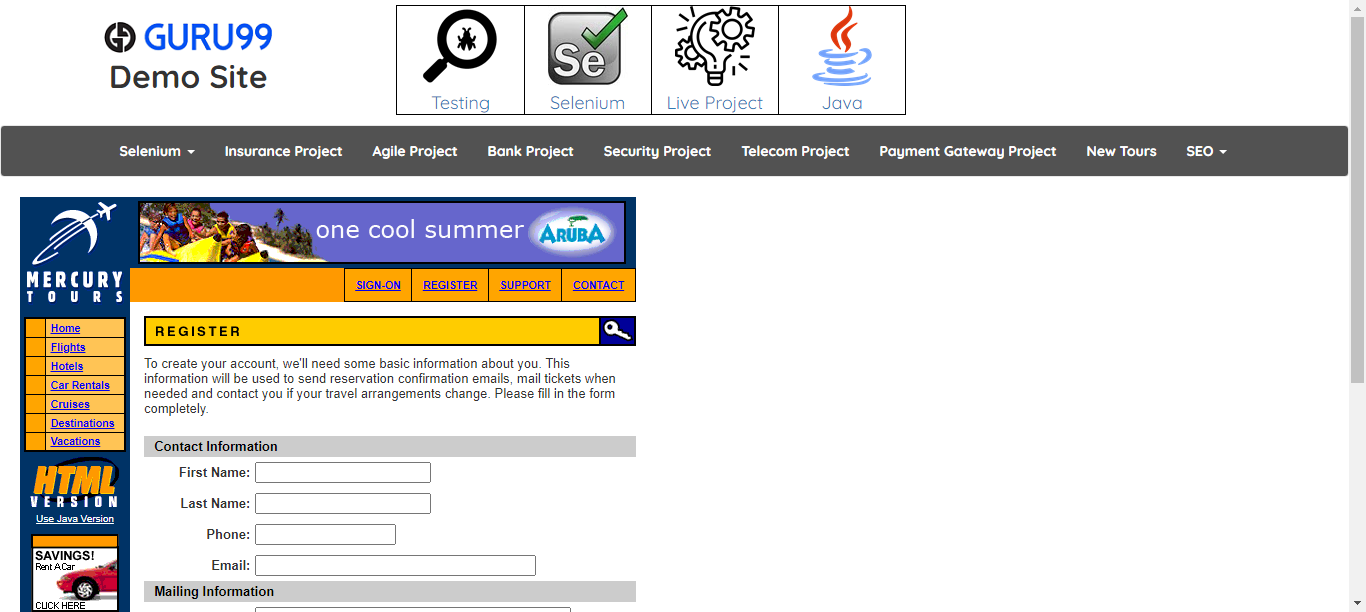 GURU99
Demo Site
Se
Testing
Selenium
Live Project
Java
Selenium
Insurance Project
Agile Project
Bank Project
Security Project
Telecom Project
Payment Gateway Project
New Tours
SEO
one cool summer
ARUBA
MERCURY
TOURS
SIGN-ON
REGISTER
SUPPORT
CONTACT
Home
Flights
Hotels
Car Rentals
Cruises
Destinations
Vacations
HTML
VERSION
Use Java Version
SAVINGS!
Rent A Car
CLICK HERE
REGISTER
To create your account, we'll need some basic information about you. This
information will be used to send reservation confirmation emails, mail tickets when
needed and contact you if your travel arrangements change. Please fill in the form
completely.
Contact Information
First Name:
Last Name:
Phone:
Email:
Mailing Information